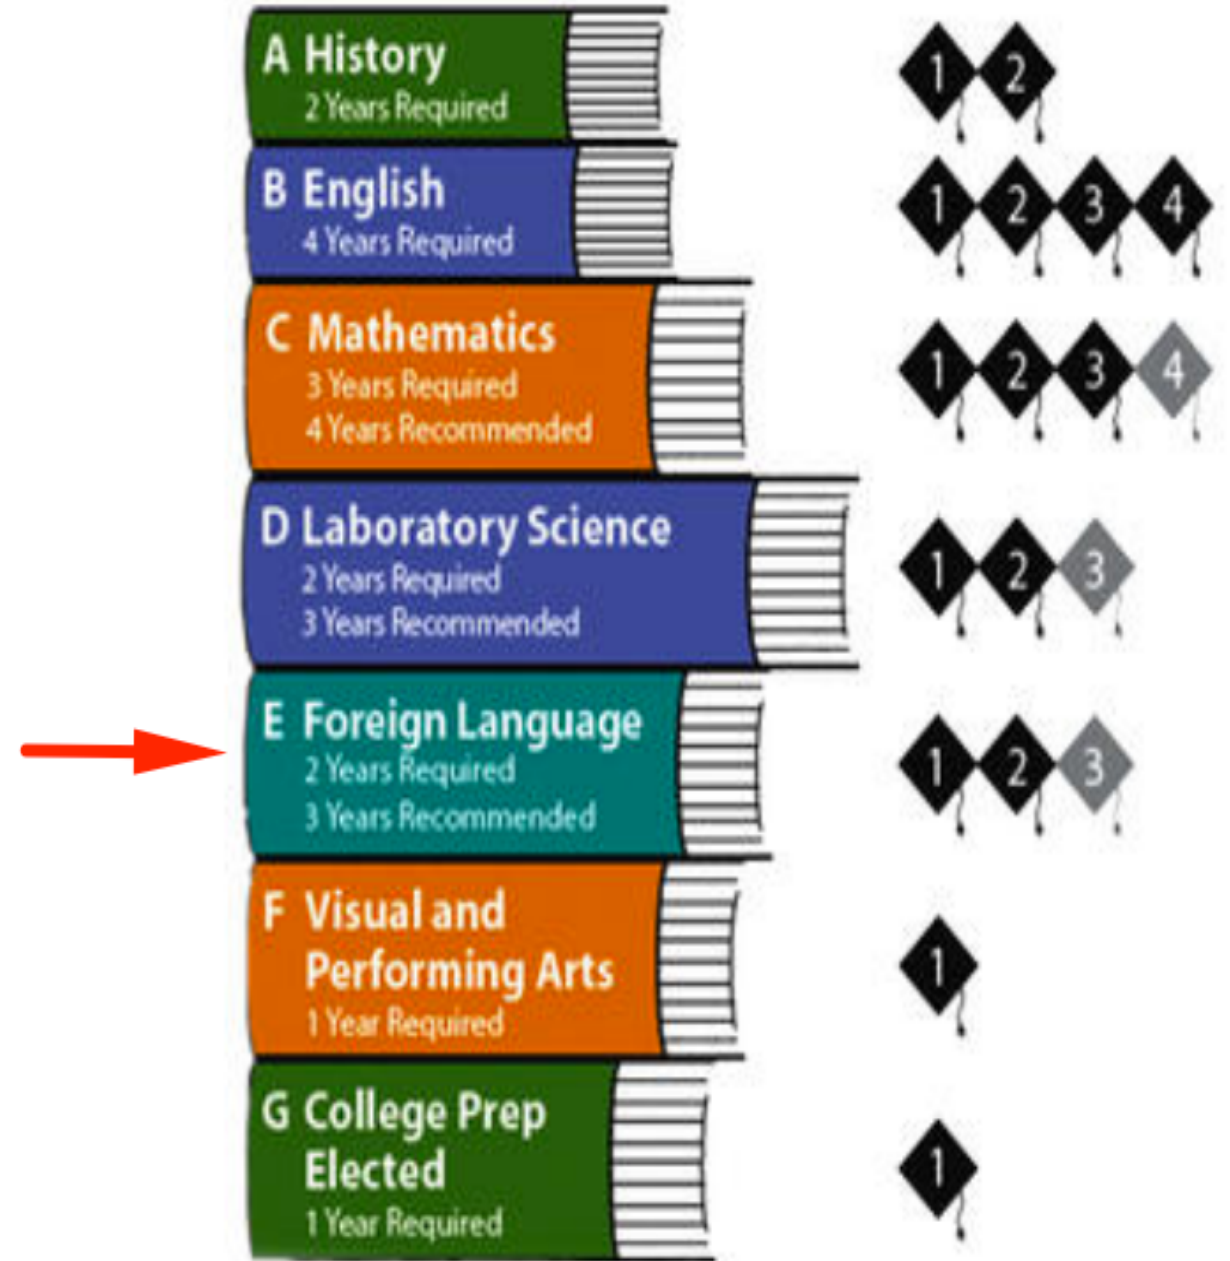 A History
2 Years Required
1 2
B English
4 Years Required
1 2 3 4
C Mathematics
3 Years Required
4 Years Recommended
1 2 3 4
D Laboratory Science
2 Years Required
3 Years Recommended
1 2 3
E Foreign Language
2 Years Required
3 Years Recommended
1 2 3
F Visual and
Performing Arts
1 Year Required
1
G College Prep
Elected
1 Year Required
1